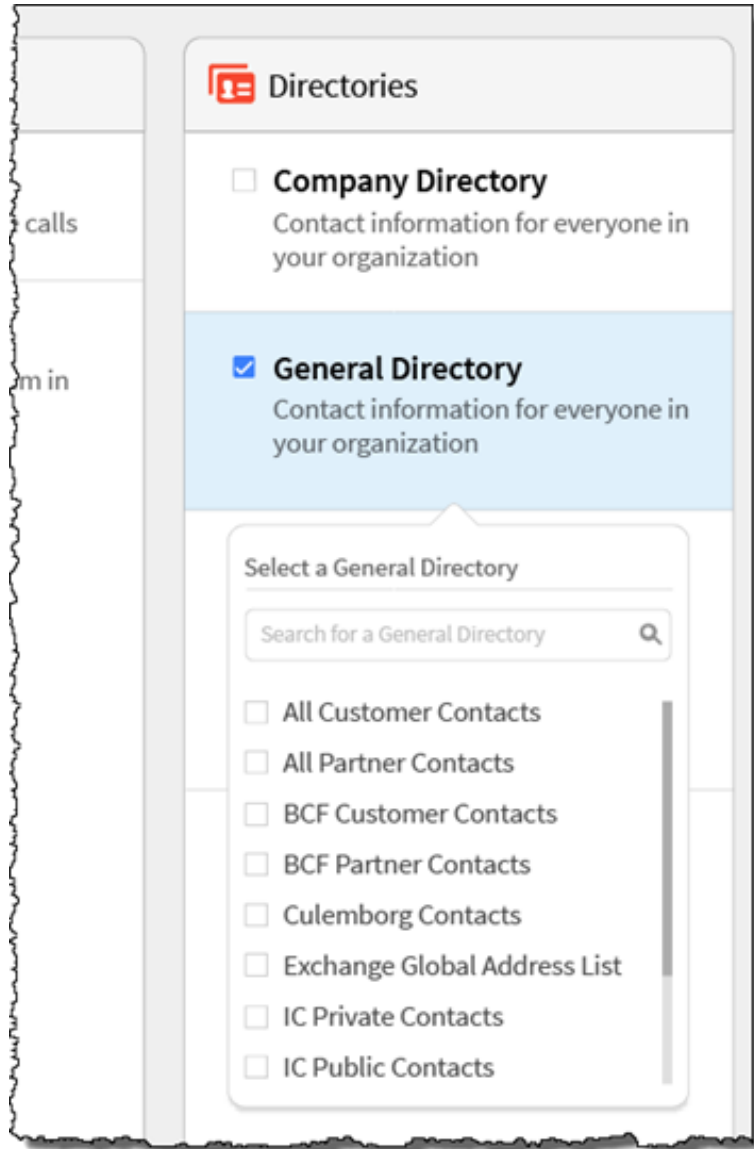 calls
m in
Directories
Company Directory
Contact information for everyone in
your organization
General Directory
Contact information for everyone in
your organization
Select a General Directory
Search for a General Directory
All Customer Contacts
All Partner Contacts
BCF Customer Contacts
BCF Partner Contacts
Culemborg Contacts
Exchange Global Address List
IC Private Contacts
IC Public Contacts